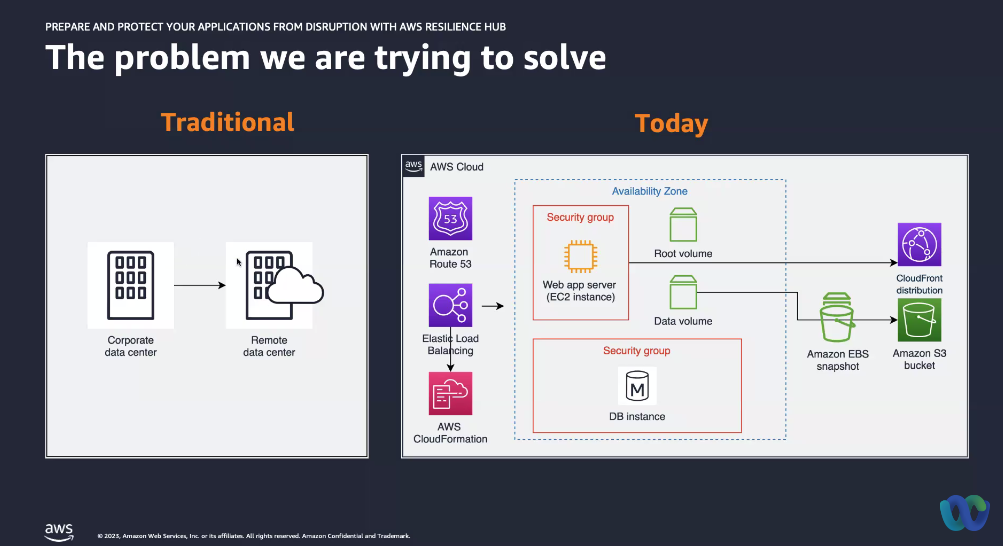 PREPARE AND PROTECT YOUR APPLICATIONS FROM DISRUPTION WITH AWS RESILIENCE HUB
The problem we are trying to solve
Traditional
Today
Corporate
data center
Remote
data center
aws
AWS Cloud
53
Amazon
Route 53
Elastic Load
Balancing
AWS
CloudFormation
Availability Zone
Security group
Web app server
(EC2 instance)
Root volume
Data volume
Security group
M
DB instance
CloudFront
distribution
Amazon EBS
snapshot
Amazon S3
bucket
aws
© 2023, Amazon Web Services, Inc. or its affiliates. All rights reserved. Amazon Confidential and Trademark.